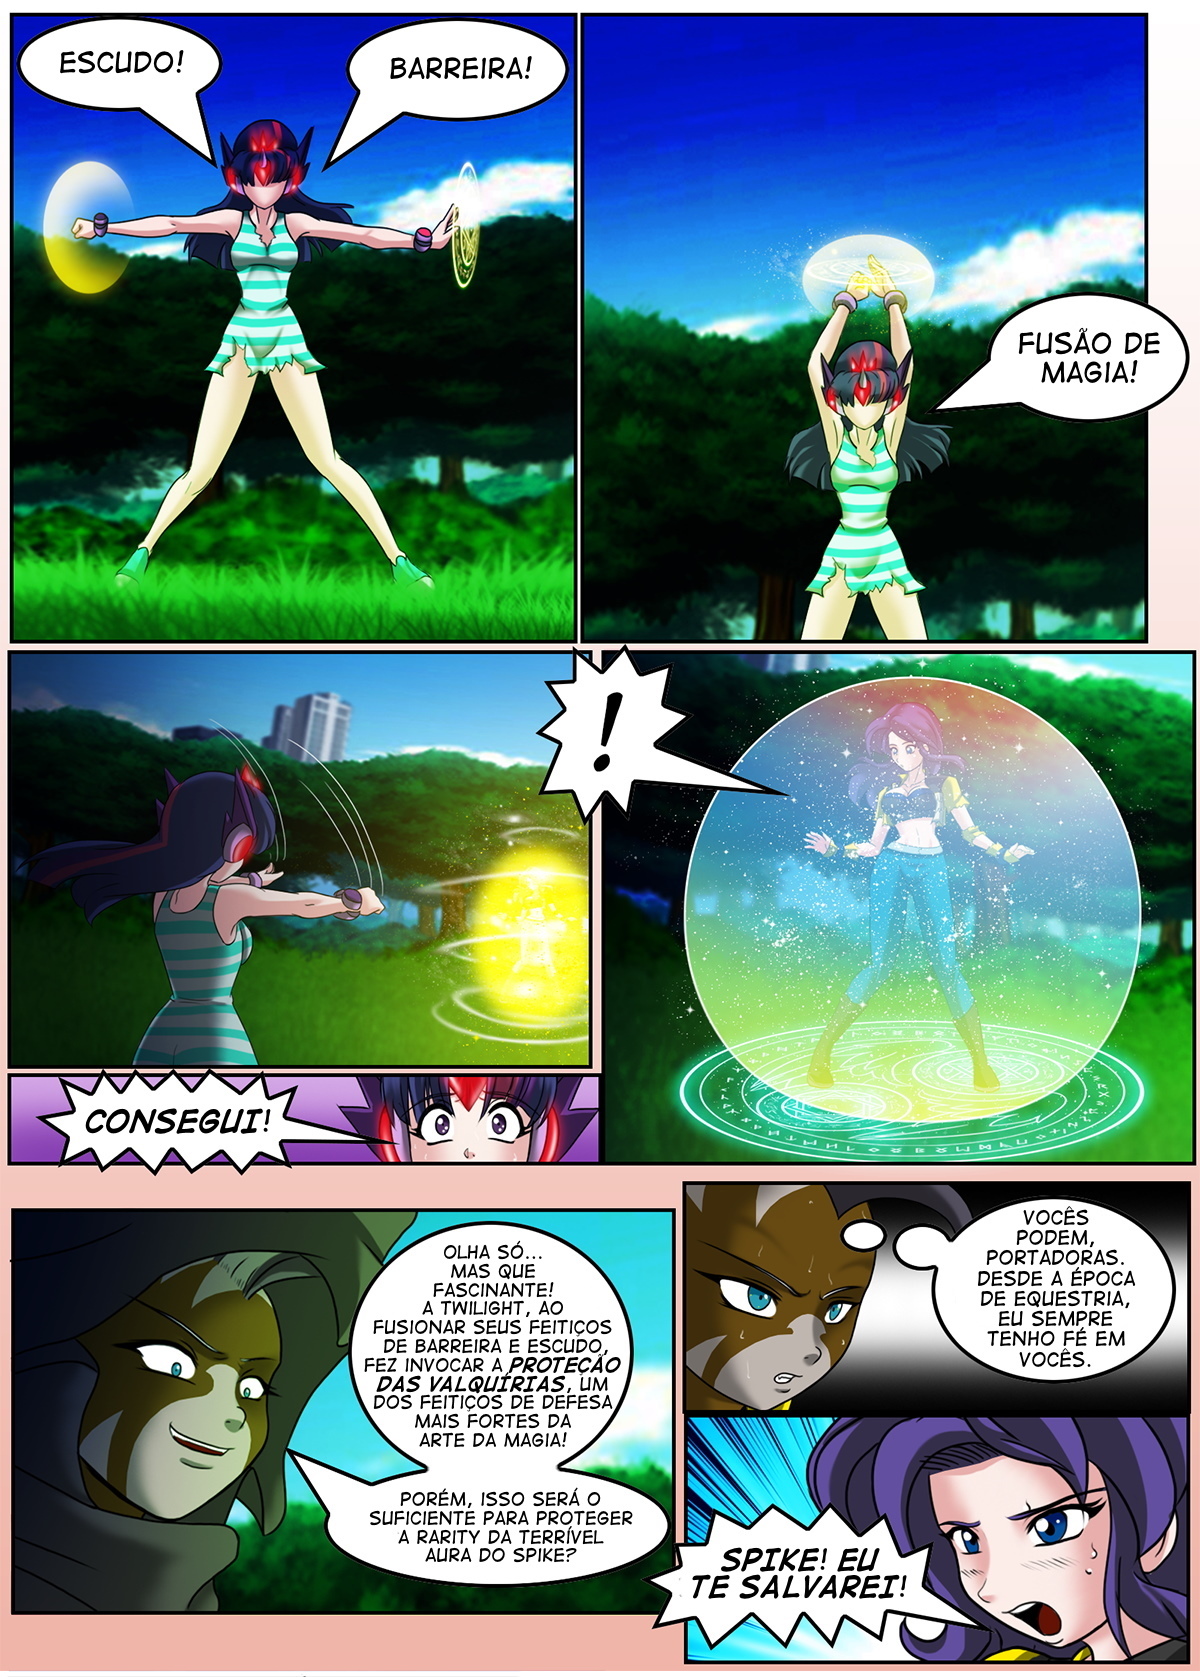 ESCUDO!
BARREIRA!
FUSÃO DE
MAGIA!
!
CONSEGUI!
OLHA SÓ...
MAS QUE
FASCINANTE!
A TWILIGHT, AO
FUSIONAR SEUS FEITIÇOS
DE BARREIRA E ESCUDO,
FEZ INVOCAR A PROTEÇÃO
DAS VALQUÍRIAS, UM
DOS FEITIÇOS DE DEFESA
MAIS FORTES DA
ARTE DA MAGIA!
PORÉM, ISSO SERÁ O
SUFICIENTE PARA PROTEGER
A RARITY DA TERRÍVEL
AURA DO SPIKE?
VOCÊS
PODEM,
PORTADORAS.
DESDE A ÉPOCA
DE EQUESTRIA,
EU SEMPRE
TENHO FÉ EM
VOCÊS.
SPIKE! EU
TE SALVAREI!